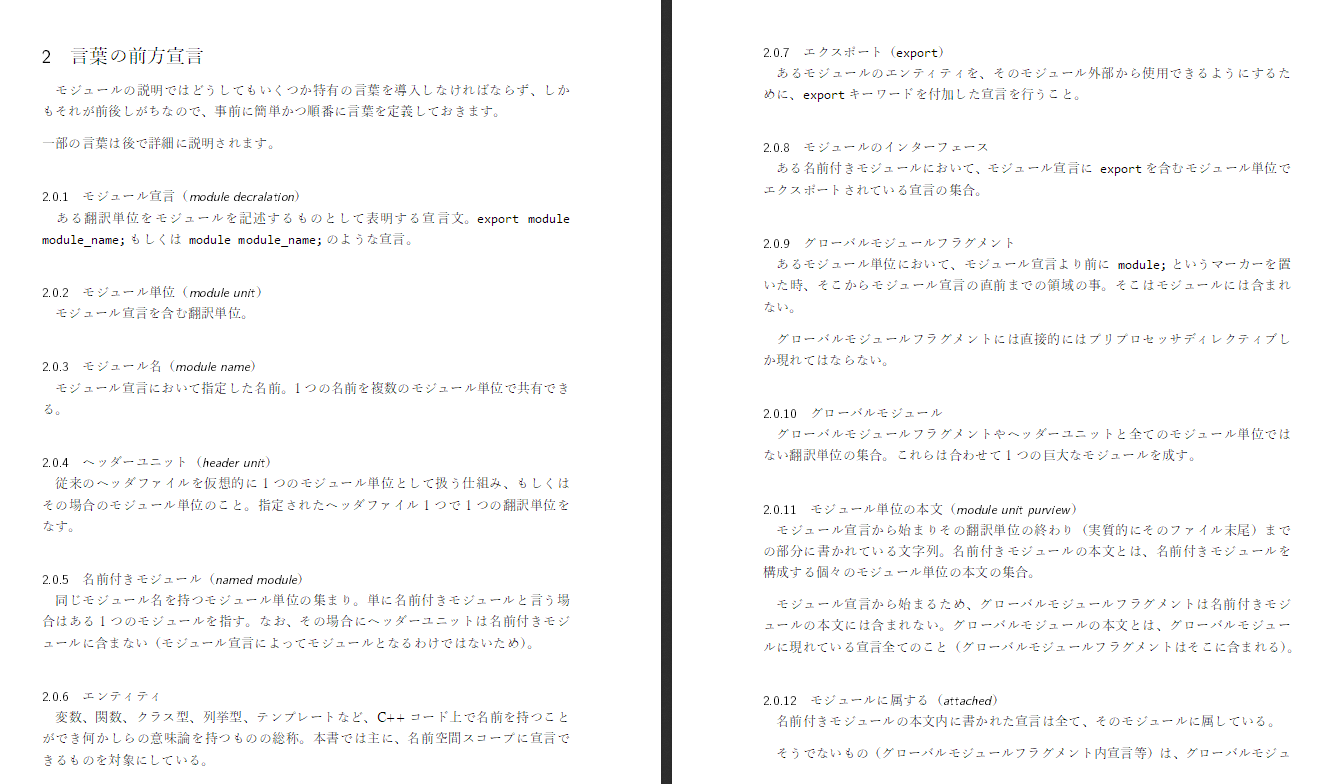 2 言葉の前方宣言
モジュールの説明ではどうしてもいくつか特有の言葉を導入しなければならず、しか
もそれが前後しがちなので、事前に簡単かつ順番に言葉を定義しておきます。
一部の言葉は後で詳細に説明されます。
2.0.1 モジュール宣言（module decralation）
ある翻訳単位をモジュールを記述するものとして表明する宣言文。export module
module_name; もしくは module module_name; のような宣言。
2.0.2 モジュール単位（module unit）
モジュール宣言を含む翻訳単位。
2.0.3 モジュール名（module name）
モジュール宣言において指定した名前。1 つの名前を複数のモジュール単位で共有でき
る。
2.0.4 ヘッダーユニット（header unit）
従来のヘッダファイルを仮想的に 1 つのモジュール単位として扱う仕組み、もしくは
その場合のモジュール単位のこと。指定されたヘッダファイル 1 つで 1 つの翻訳単位を
なす。
2.0.5 名前付きモジュール（named module）
同じモジュール名を持つモジュール単位の集まり。単に名前付きモジュールと言う場
合はある 1 つのモジュールを指す。なお、その場合にヘッダーユニットは名前付きモジ
ュールに含まない（モジュール宣言によってモジュールとなるわけではないため）。
2.0.6 エンティティ
変数、関数、クラス型、列挙型、テンプレートなど、C++ コード上で名前を持つこと
ができ何かしらの意味論を持つものの総称。本書では主に、名前空間スコープに宣言で
きるものを対象にしている。
2.0.7 エクスポート（export）
あるモジュールのエンティティを、そのモジュール外部から使用できるようにするた
めに、export キーワードを付加した宣言を行うこと。
2.0.8 モジュールのインターフェース
ある名前付きモジュールにおいて、モジュール宣言に export を含むモジュール単位で
エクスポートされている宣言の集合。
2.0.9 グローバルモジュールフラグメント
あるモジュール単位において、モジュール宣言より前に module; というマーカーを置
いた時、そこからモジュール宣言の直前までの領域の事。そこはモジュールには含まれ
ない。
グローバルモジュールフラグメントには直接的にはプリプロセッサディレクティブし
か現れてはならない。
2.0.10 グローバルモジュール
グローバルモジュールフラグメントやヘッダーユニットと全てのモジュール単位では
ない翻訳単位の集合。これらは合わせて 1 つの巨大なモジュールを成す。
2.0.11 モジュール単位の本文（module unit purview）
モジュール宣言から始まりその翻訳単位の終わり（実質的にそのファイル末尾）まで
の部分に書かれている文字列。名前付きモジュールの本文とは、名前付きモジュールを
構成する個々のモジュール単位の本文の集合。
モジュール宣言から始まるため、グローバルモジュールフラグメントは名前付きモジ
ュールの本文には含まれない。グローバルモジュールの本文とは、グローバルモジュー
ルに現れている宣言全てのこと（グローバルモジュールフラグメントはそこに含まれる）。
2.0.12 モジュールに属する（attached）
名前付きモジュールの本文内に書かれた宣言は全て、そのモジュールに属している。
そうでないもの（グローバルモジュールフラグメント内宣言等）は、グローバルモジュ